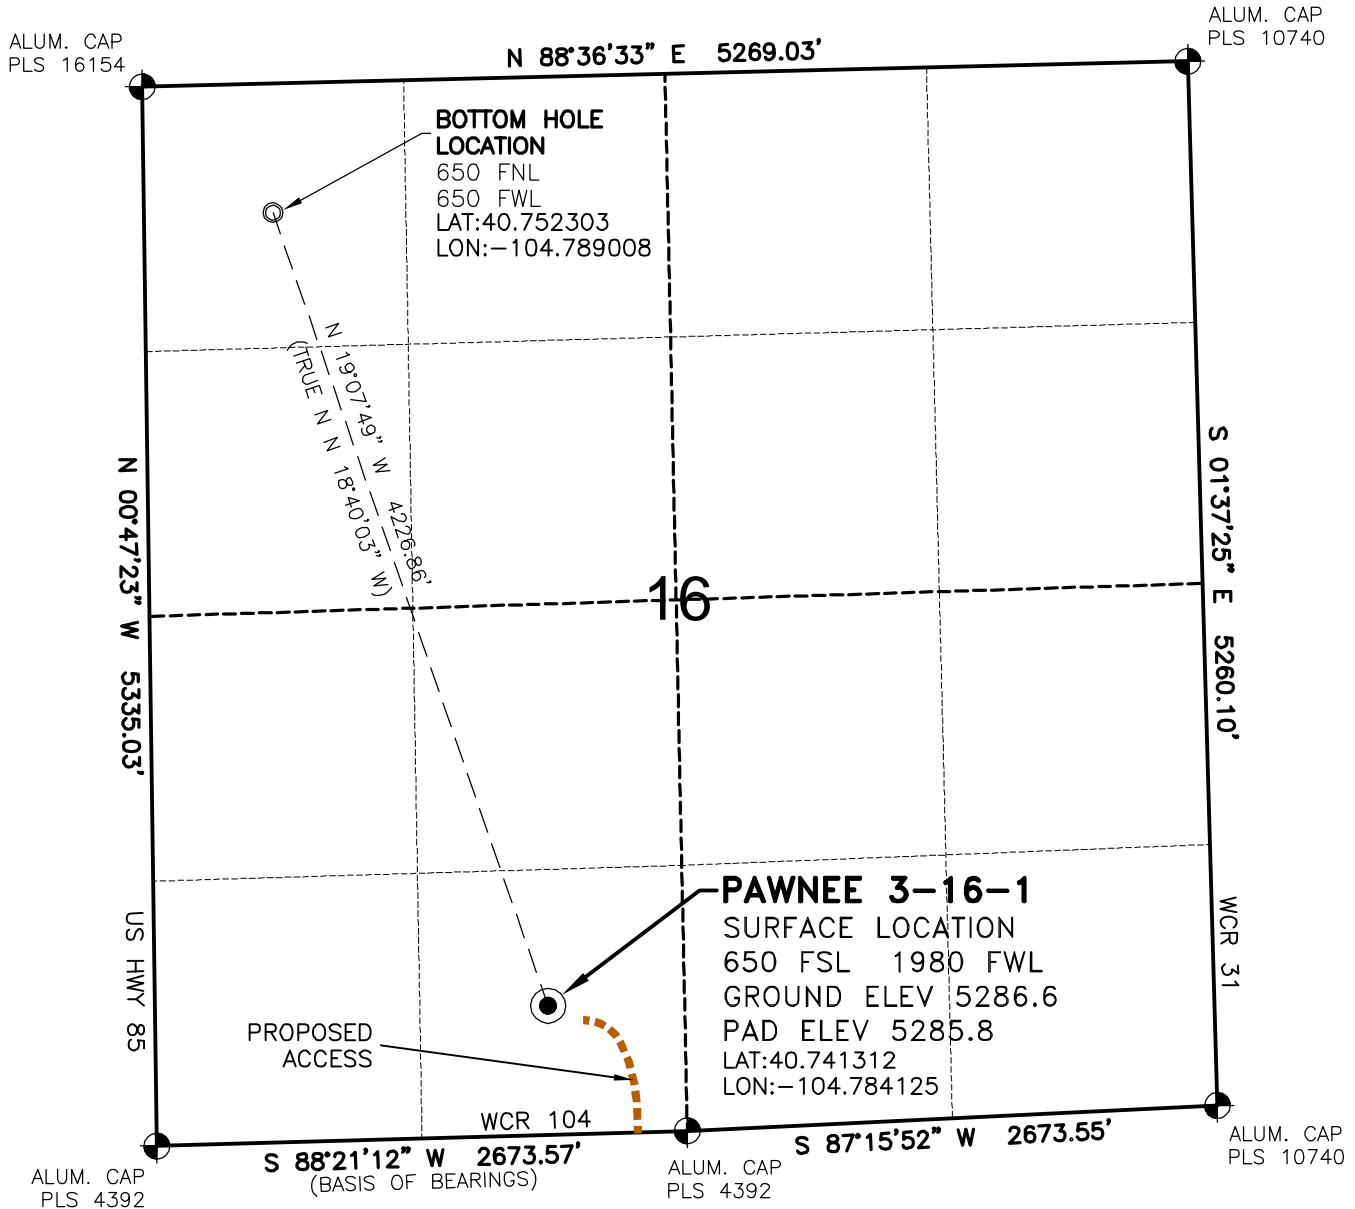 ALUM. CAP
PLS 16154
N 88°36'33" E 5269.03'
ALUM. CAP
PLS 10740
BOTTOM HOLE
LOCATION
650 FNL
650 FWL
LAT:40.752303
LON:-104.789008
N 19°07'49" W 4226.86'
(TRUE N N 18°40'03" W)
N 00°47'23" W 5335.03'
S 01°37'25" E 5260.10'
16
US HWY 85
WCR 31
PAWNEE 3-16-1
SURFACE LOCATION
650 FSL 1980 FWL
GROUND ELEV 5286.6
PAD ELEV 5285.8
LAT:40.741312
LON:-104.784125
PROPOSED
ACCESS
WCR 104
S 88°21'12" W 2673.57'
(BASIS OF BEARINGS)
S 87°15'52" W 2673.55'
ALUM. CAP
PLS 4392
ALUM. CAP
PLS 4392
ALUM. CAP
PLS 10740